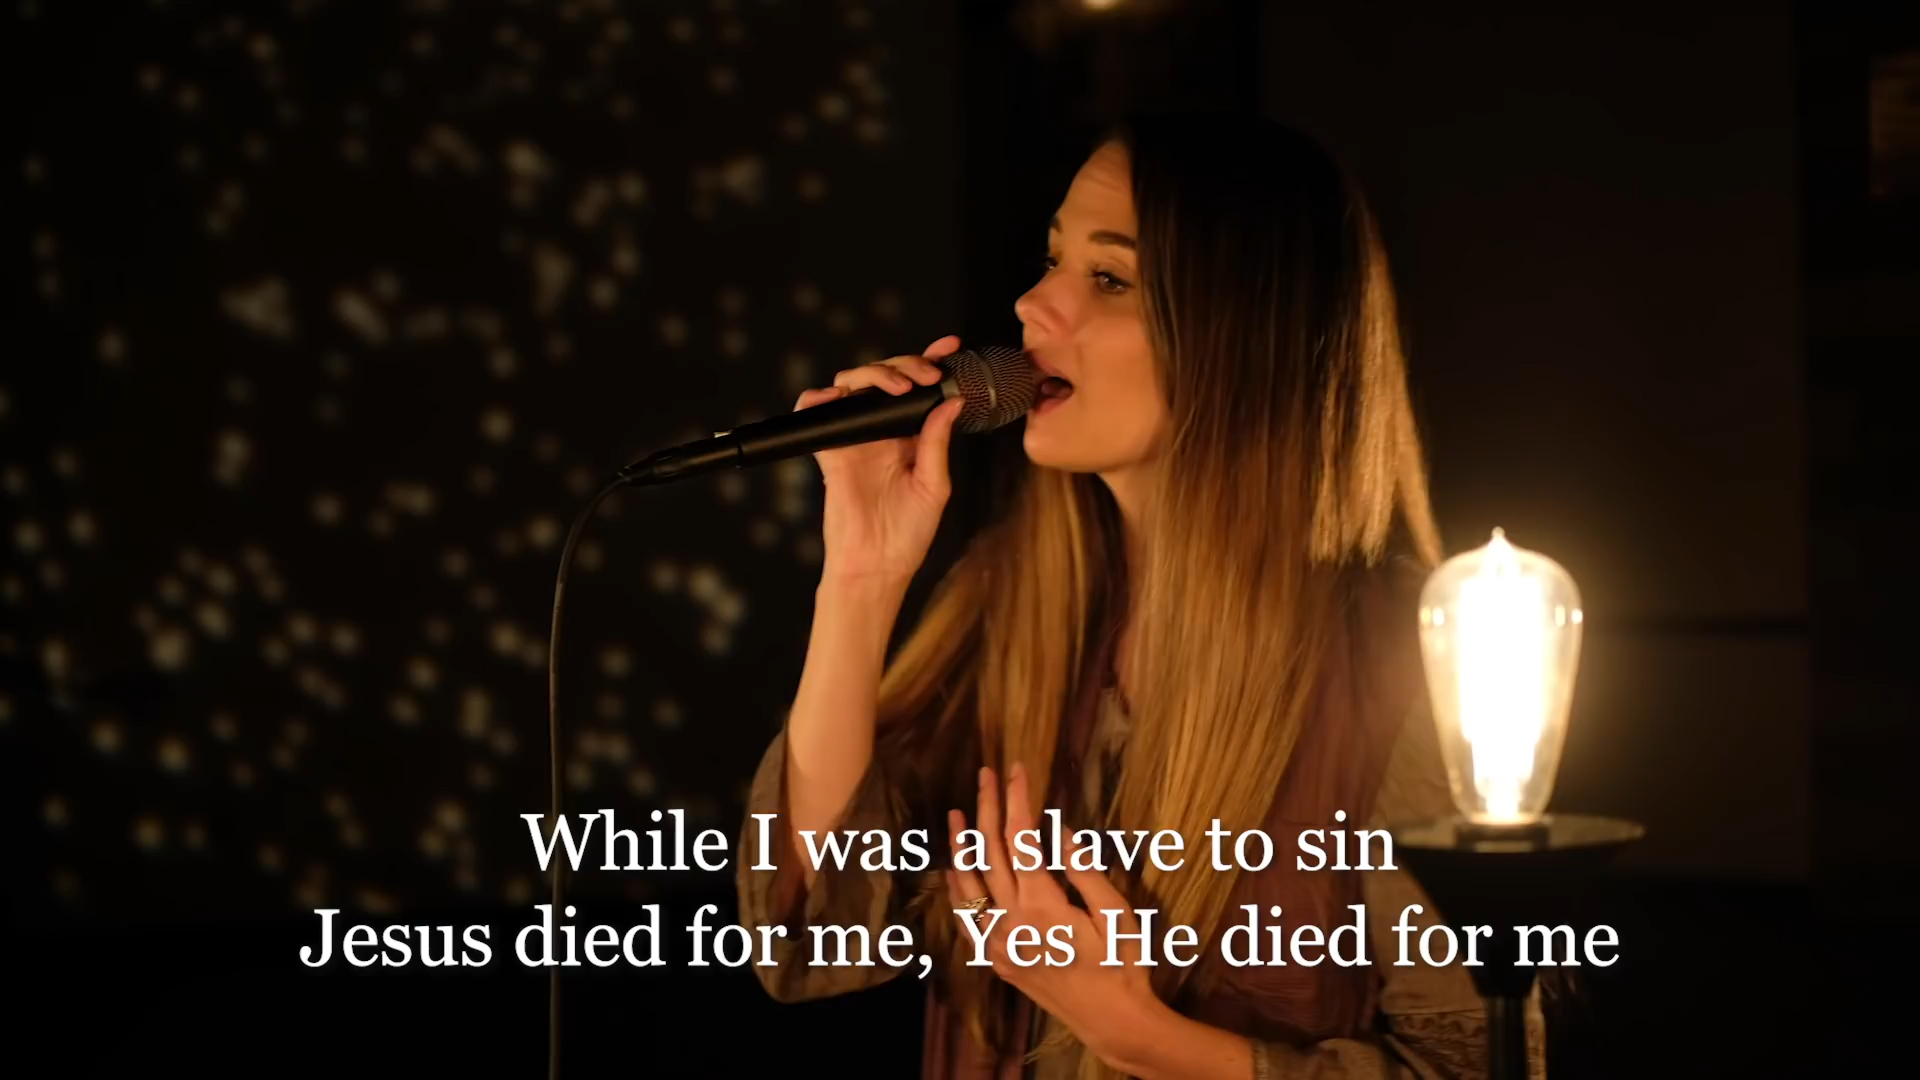 While I was a slave to sin
Jesus died for me, Yes He died for me